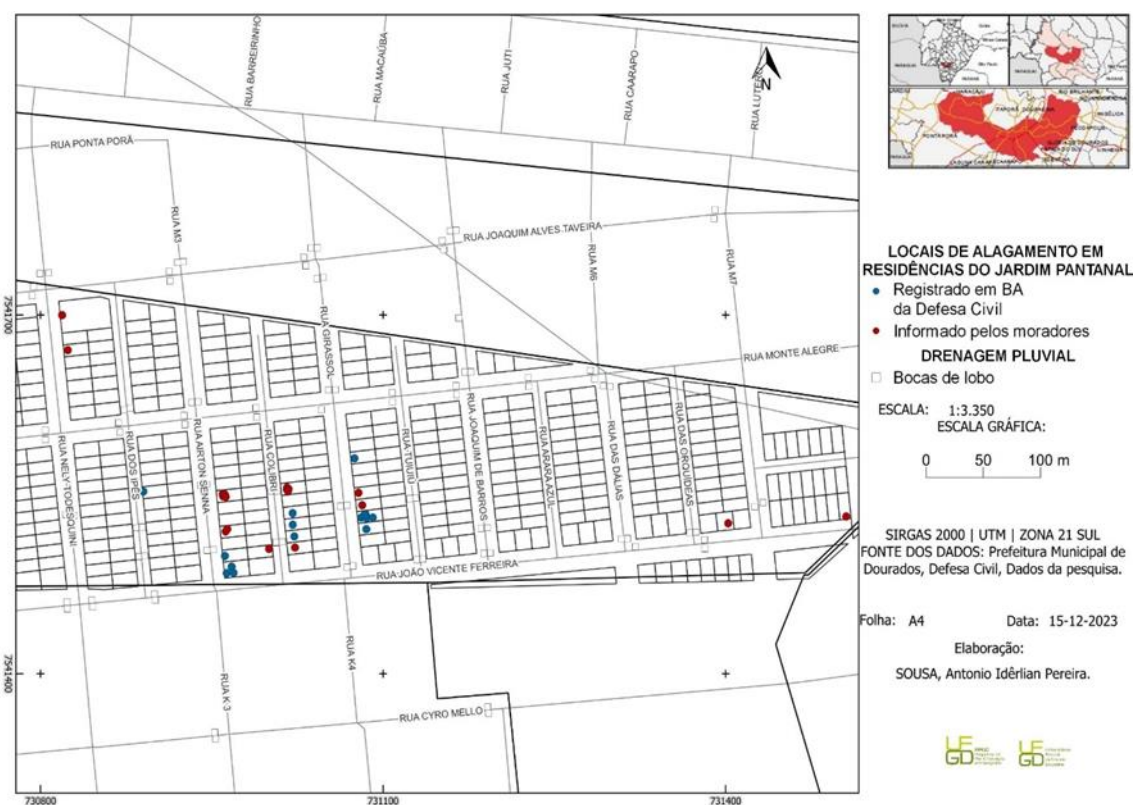 RUA BARREIRINHO
RUA MACAÚBA
RUA JUTI
RUA CAARAPO
RUA LUTERO
N
RUA PONTA PORÃ
RUA M3
RUA JOAQUIM ALVES TAVEIRA
RUA M6
RUA M7
RUA GIRASSOL
RUA MONTE ALEGRE
RUA NELY-TODESQUINI
RUA DOS IPÊS
RUA AIRTON SENNA
RUA COLIBRI
RUA-TUIUIÚ
RUA JOAQUIM DE BARROS
RUA ARARA AZUL
RUA DAS DÁLIAS
RUA DAS ORQUÍDEAS
RUA JOÃO VICENTE FERREIRA
RUA K 3
RUA K4
RUA CYRO MELLO
7541700
7541400
730800
731100
731400
LOCAIS DE ALAGAMENTO EM
RESIDÊNCIAS DO JARDIM PANTANAL
Registrado em BA
da Defesa Civil
Informado pelos moradores
DRENAGEM PLUVIAL
Bocas de lobo
ESCALA: 1:3.350
ESCALA GRÁFICA:
0 50 100 m
SIRGAS 2000 | UTM | ZONA 21 SUL
FONTE DOS DADOS: Prefeitura Municipal de
Dourados, Defesa Civil, Dados da pesquisa.
Folha: A4 Data: 15-12-2023
Elaboração:
SOUSA, Antonio Idêrlian Pereira.
UFGD
UFGD